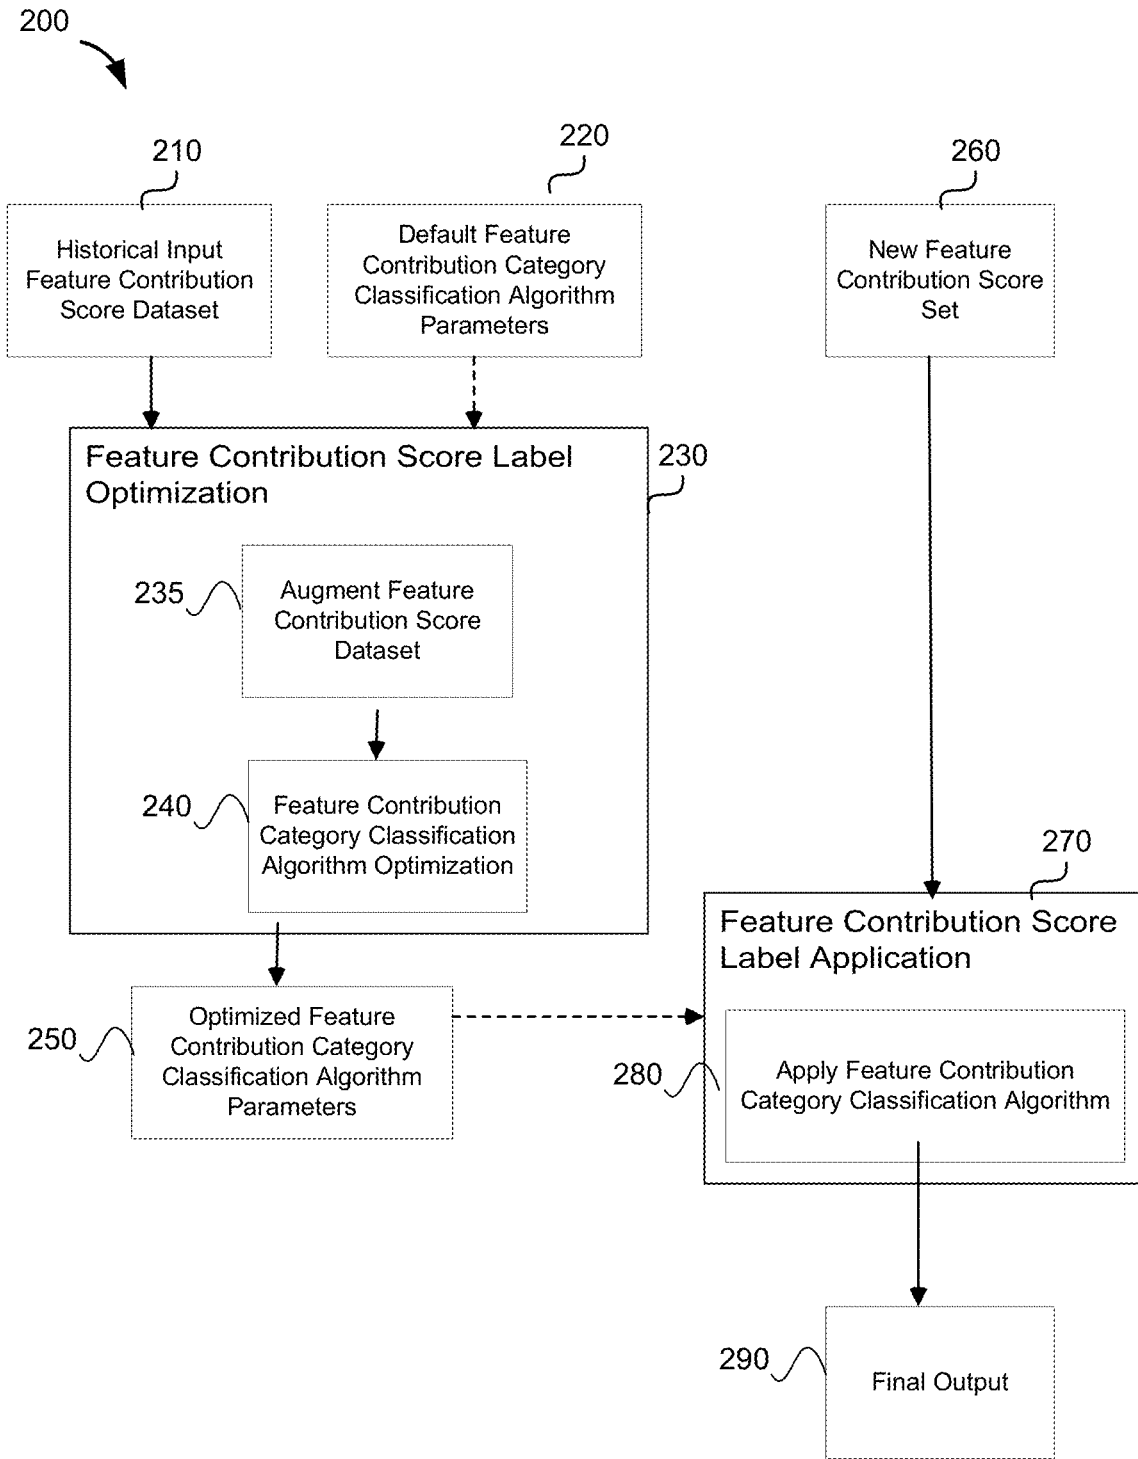 200
210
220
260
Historical Input
Feature Contribution
Score Dataset
Default Feature
Contribution Category
Classification Algorithm
Parameters
New Feature
Contribution Score
Set
Feature Contribution Score Label
Optimization
230
235
Augment Feature
Contribution Score
Dataset
240
Feature Contribution
Category Classification
Algorithm Optimization
270
Feature Contribution Score
Label Application
250
Optimized Feature
Contribution Category
Classification Algorithm
Parameters
280
Apply Feature Contribution
Category Classification Algorithm
290
Final Output